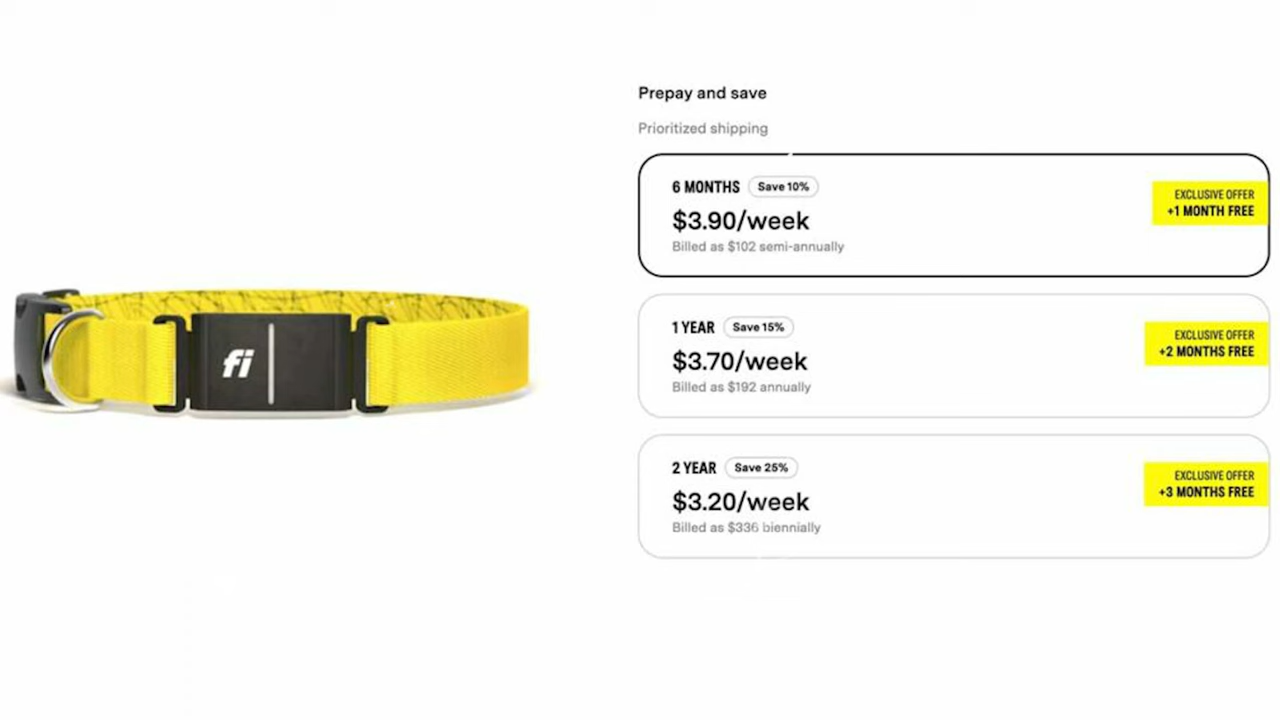 Prepay and save
Prioritized shipping
6 MONTHS Save 10%
EXCLUSIVE OFFER
+1 MONTH FREE
$3.90/week
Billed as $102 semi-annually
fi
1 YEAR Save 15%
EXCLUSIVE OFFER
+2 MONTHS FREE
$3.70/week
Billed as $192 annually
2 YEAR Save 25%
EXCLUSIVE OFFER
+3 MONTHS FREE
$3.20/week
Billed as $336 biennially